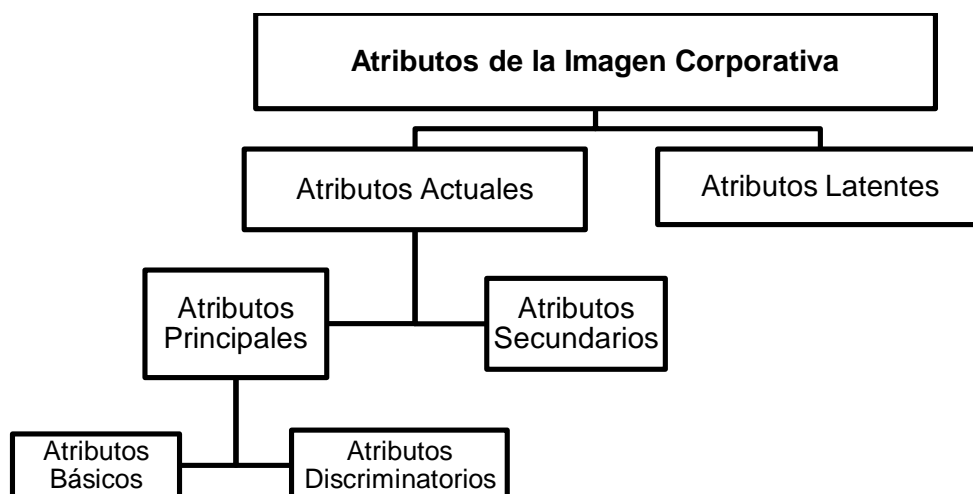 Atributos de la Imagen Corporativa
Atributos Actuales
Atributos Latentes
Atributos
Principales
Atributos
Secundarios
Atributos
Básicos
Atributos
Discriminatorios